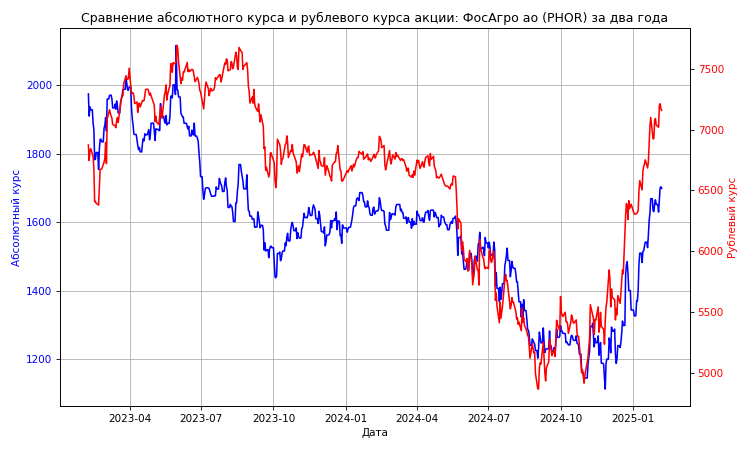 Сравнение абсолютного курса и рублевого курса акции: ФосАгро ао (PHOR) за два года
Абсолютный курс
2000
1800
1600
1400
1200
7500
7000
6500
6000
5500
5000
Рублевый курс
2023-04 2023-07 2023-10 2024-01 2024-04 2024-07 2024-10 2025-01
Дата